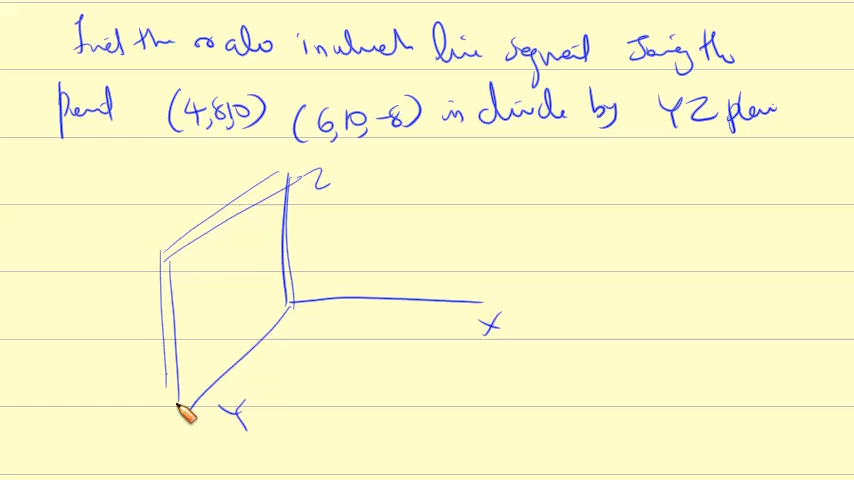 Find the ratio in which line segment joining the
point (4,8,10) (6,10,-8) is divide by YZ plane
Z
X
Y